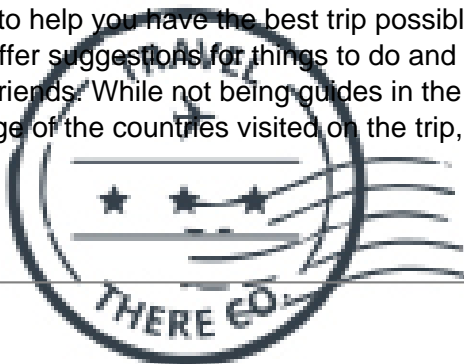 to help you have the best trip possibl
ffer suggestions for things to do and
riends. While not being guides in the
ge of the countries visited on the trip,
TRAVEL
THERE CO.